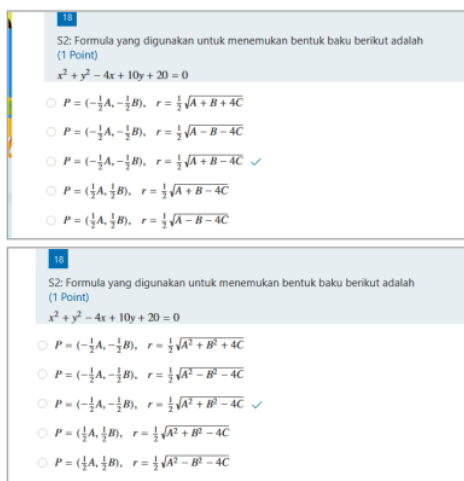 18
S2: Formula yang digunakan untuk menemukan bentuk baku berikut adalah
(1 Point)
x² + y² − 4x + 10y + 20 = 0
P = (−½A, −½B), r = ½√(A + B + 4C)
P = (−½A, −½B), r = ½√(A − B − 4C)
P = (−½A, −½B), r = ½√(A + B − 4C) ✓
P = (½A, ½B), r = ½√(A + B − 4C)
P = (½A, ½B), r = ½√(A − B − 4C)
18
S2: Formula yang digunakan untuk menemukan bentuk baku berikut adalah
(1 Point)
x² + y² − 4x + 10y + 20 = 0
P = (−½A, −½B), r = ½√(A² + B² + 4C)
P = (−½A, −½B), r = ½√(A² − B² − 4C)
P = (−½A, −½B), r = ½√(A² + B² − 4C) ✓
P = (½A, ½B), r = ½√(A² + B² − 4C)
P = (½A, ½B), r = ½√(A² − B² − 4C)